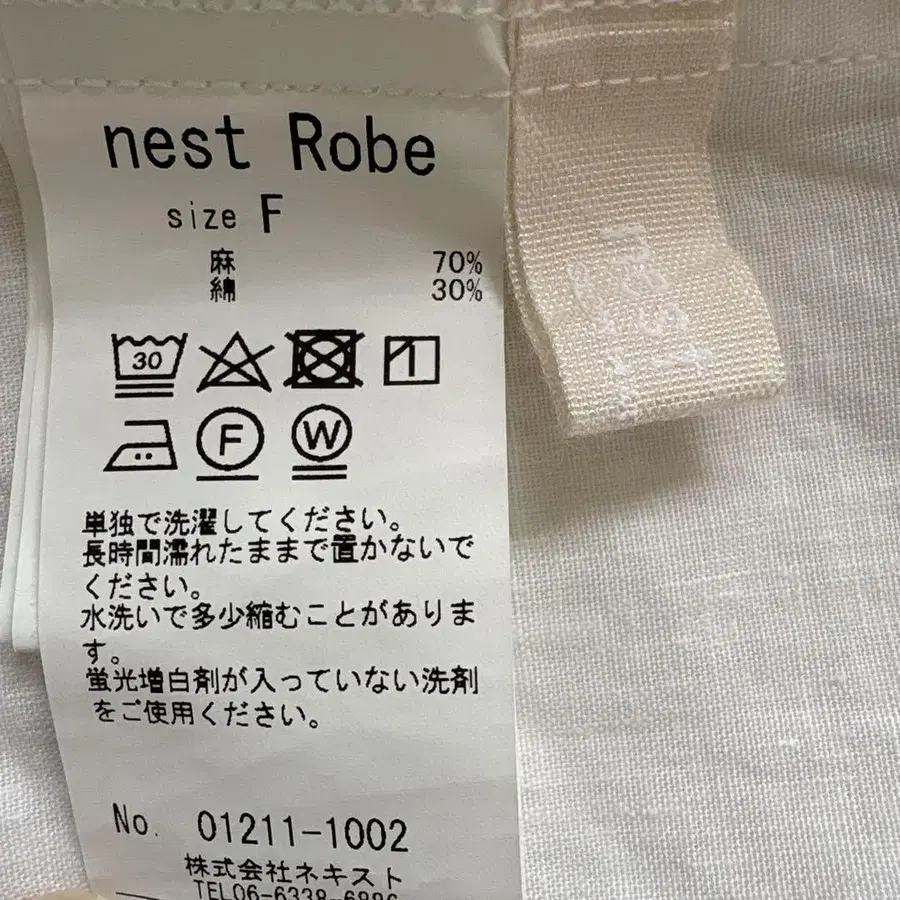 nest Robe
size F
麻 70%
綿 30%
30
F W
単独で洗濯してください。
長時間濡れたままで置かないで
ください。
水洗いで多少縮むことがありま
す。
蛍光増白剤が入っていない洗剤
をご使用ください。
No. 01211-1002
株式会社ネキスト